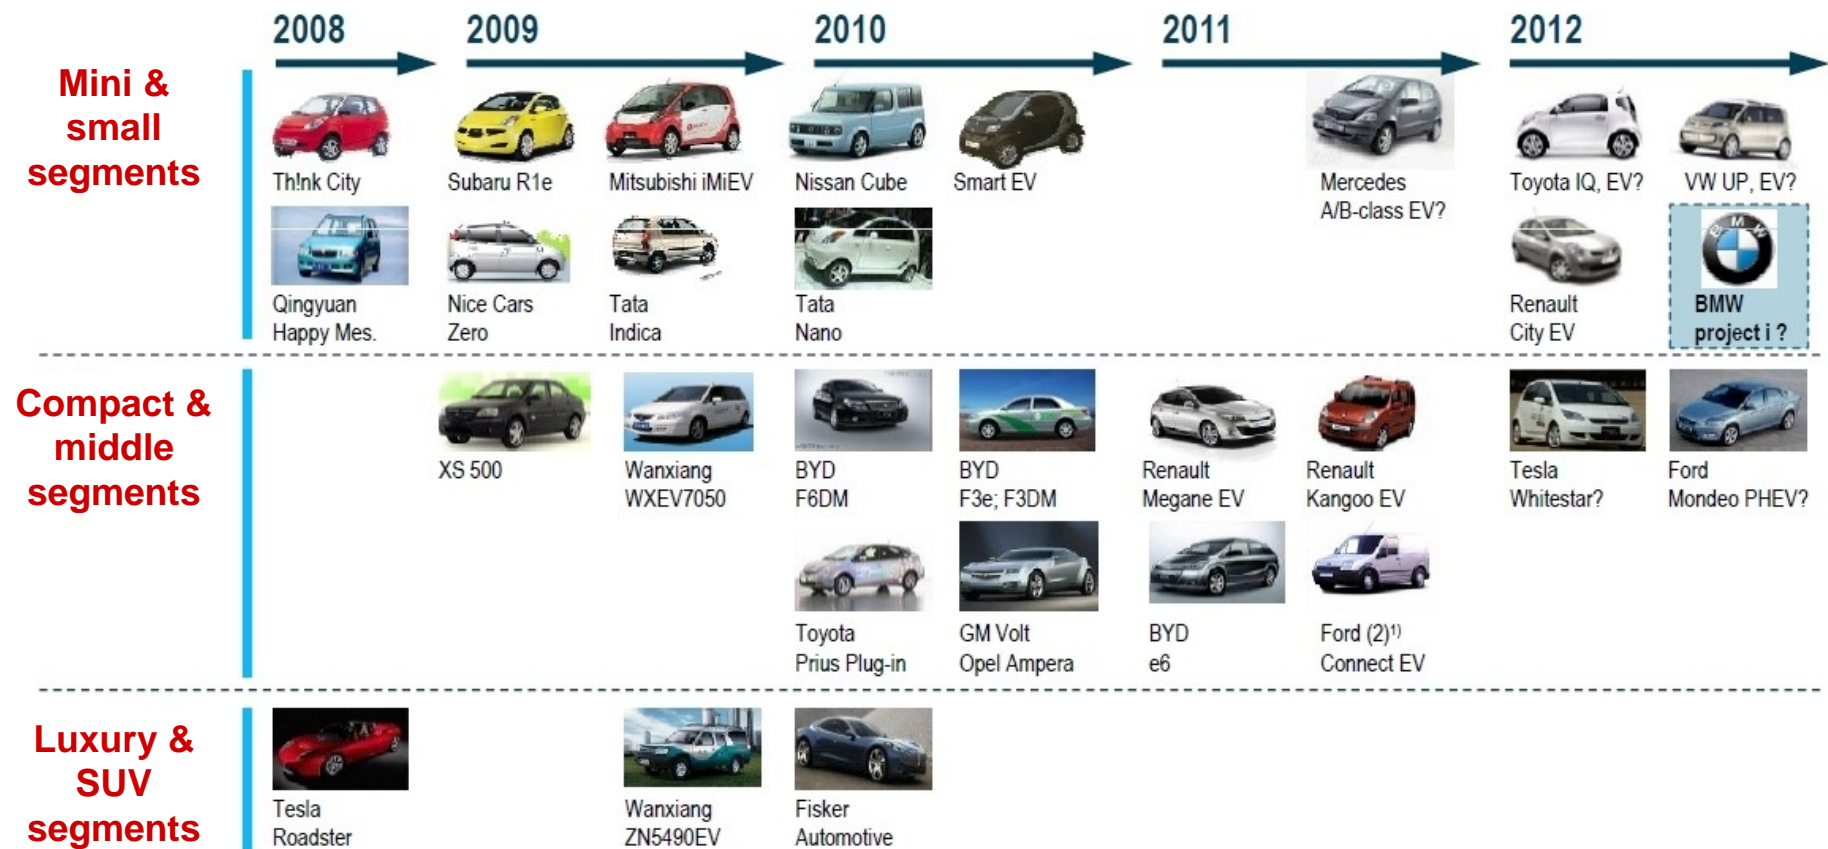 2008
2009
2010
2011
2012
Mini &
small
segments
Th!nk City
Subaru R1e
Mitsubishi iMiEV
Nissan Cube
Smart EV
Mercedes
A/B-class EV?
Toyota IQ, EV?
VW UP, EV?
Qingyuan
Happy Mes.
Nice Cars
Zero
Tata
Indica
Tata
Nano
Renault
City EV
BMW
BMW
project i ?
Compact &
middle
segments
XS 500
Wanxiang
WXEV7050
BYD
F6DM
BYD
F3e; F3DM
Renault
Megane EV
Renault
Kangoo EV
Tesla
Whitestar?
Ford
Mondeo PHEV?
Toyota
Prius Plug-in
GM Volt
Opel Ampera
BYD
e6
Ford (2)1)
Connect EV
Luxury &
SUV
segments
Tesla
Roadster
Wanxiang
ZN5490EV
Fisker
Automotive